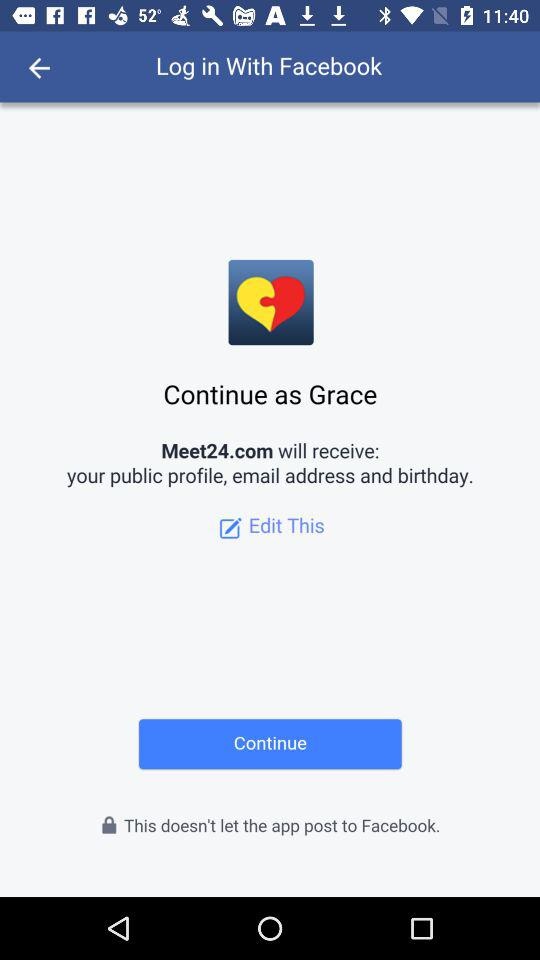 52° 11:40
Log in With Facebook
Continue as Grace
Meet24.com will receive:
your public profile, email address and birthday.
Edit This
Continue
This doesn't let the app post to Facebook.